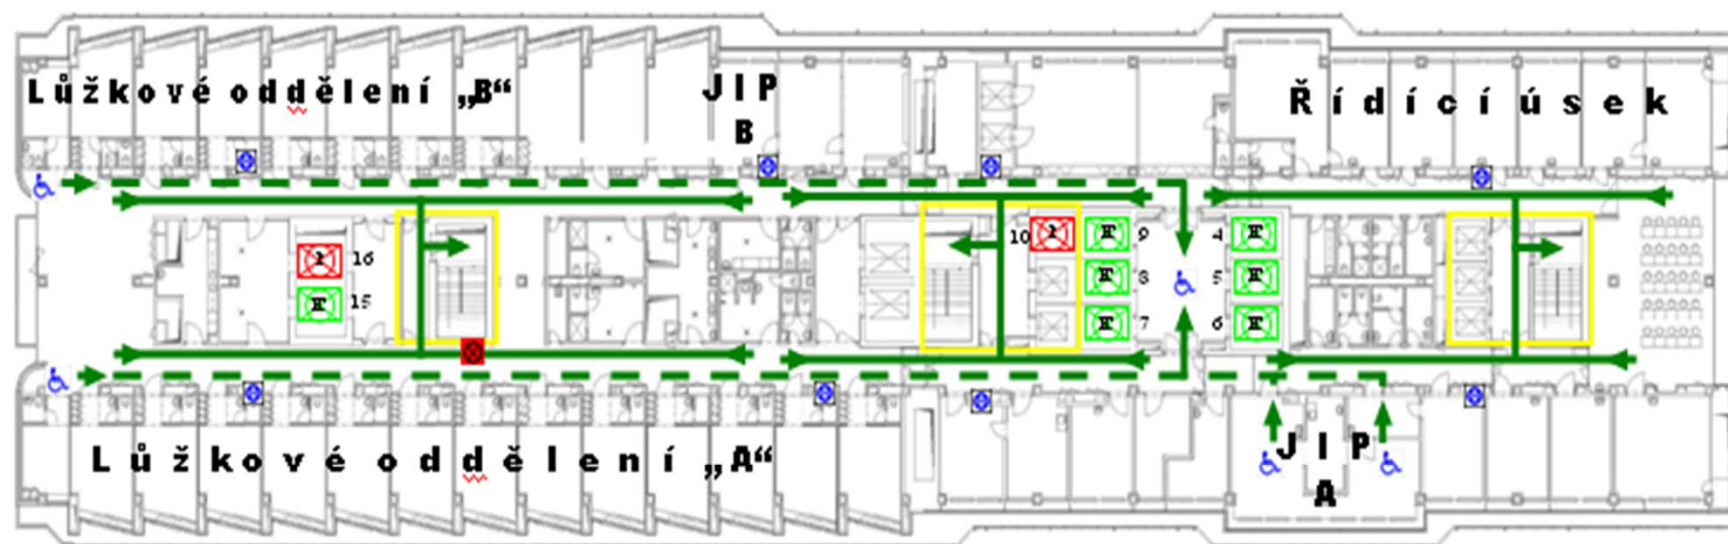 Lůžkové oddělení „B“
JIP
B
Řídící úsek
16
15
10
9
8
7
4
5
6
Lůžkové oddělení „A“
JIP
A